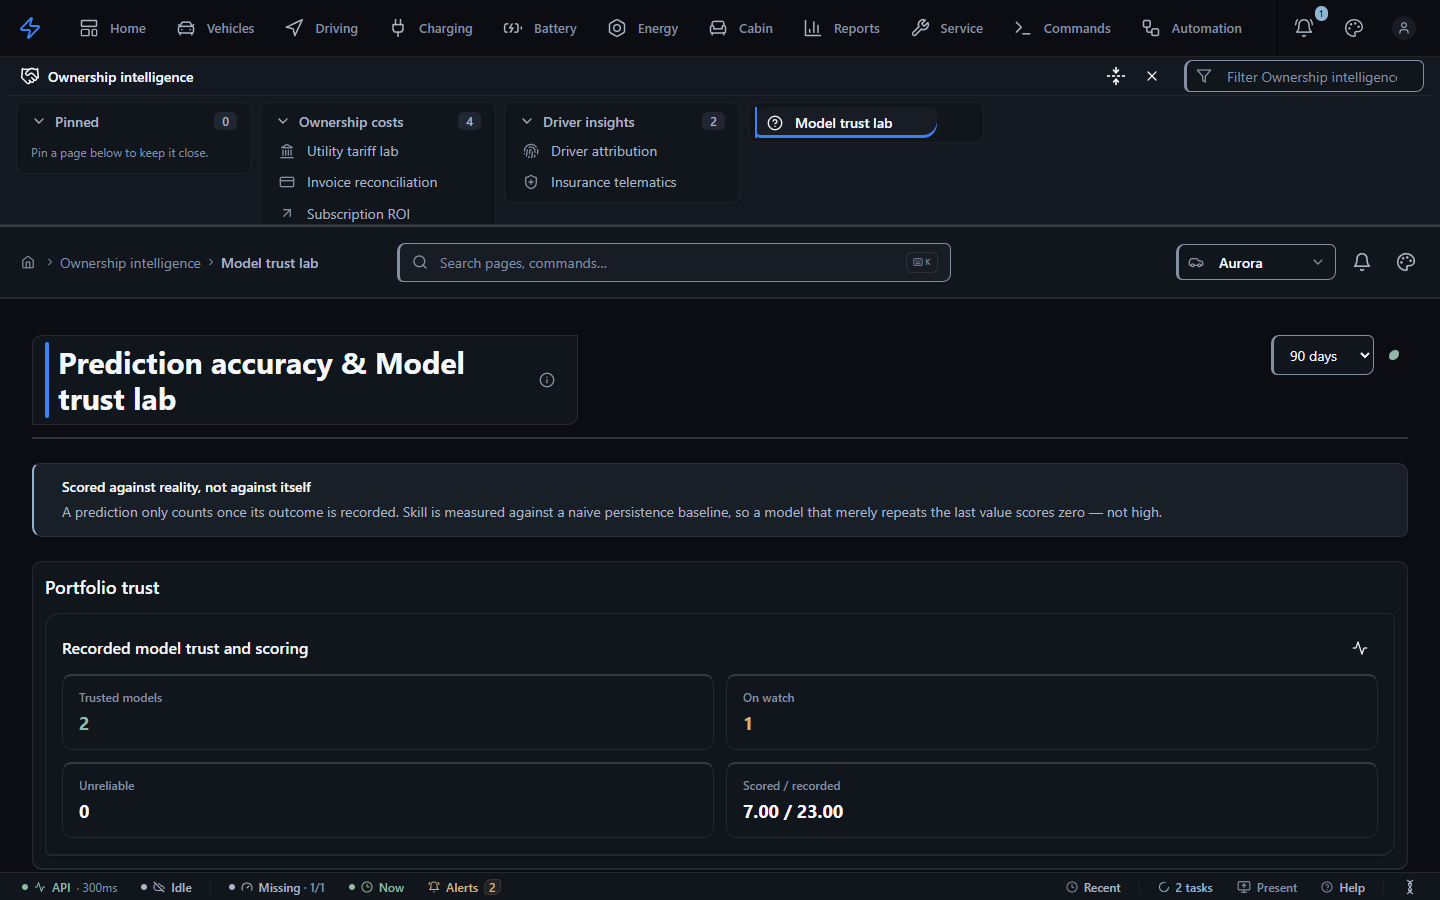 Home
Vehicles
Driving
Charging
Battery
Energy
Cabin
Reports
Service
Commands
Automation
1
Ownership intelligence
Filter Ownership intelligence
Pinned 0
Pin a page below to keep it close.
Ownership costs 4
Utility tariff lab
Invoice reconciliation
Subscription ROI
Driver insights 2
Driver attribution
Insurance telematics
Model trust lab
Ownership intelligence
Model trust lab
Search pages, commands...
K
Aurora
Prediction accuracy & Model
trust lab
90 days
Scored against reality, not against itself
A prediction only counts once its outcome is recorded. Skill is measured against a naive persistence baseline, so a model that merely repeats the last value scores zero — not high.
Portfolio trust
Recorded model trust and scoring
Trusted models
2
On watch
1
Unreliable
0
Scored / recorded
7.00 / 23.00
API · 300ms
Idle
Missing · 1/1
Now
Alerts 2
Recent
2 tasks
Present
Help